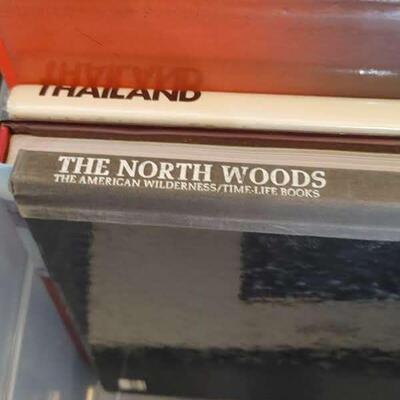 THAILAND
THE NORTH WOODS
THE AMERICAN WILDERNESS/TIME-LIFE BOOKS